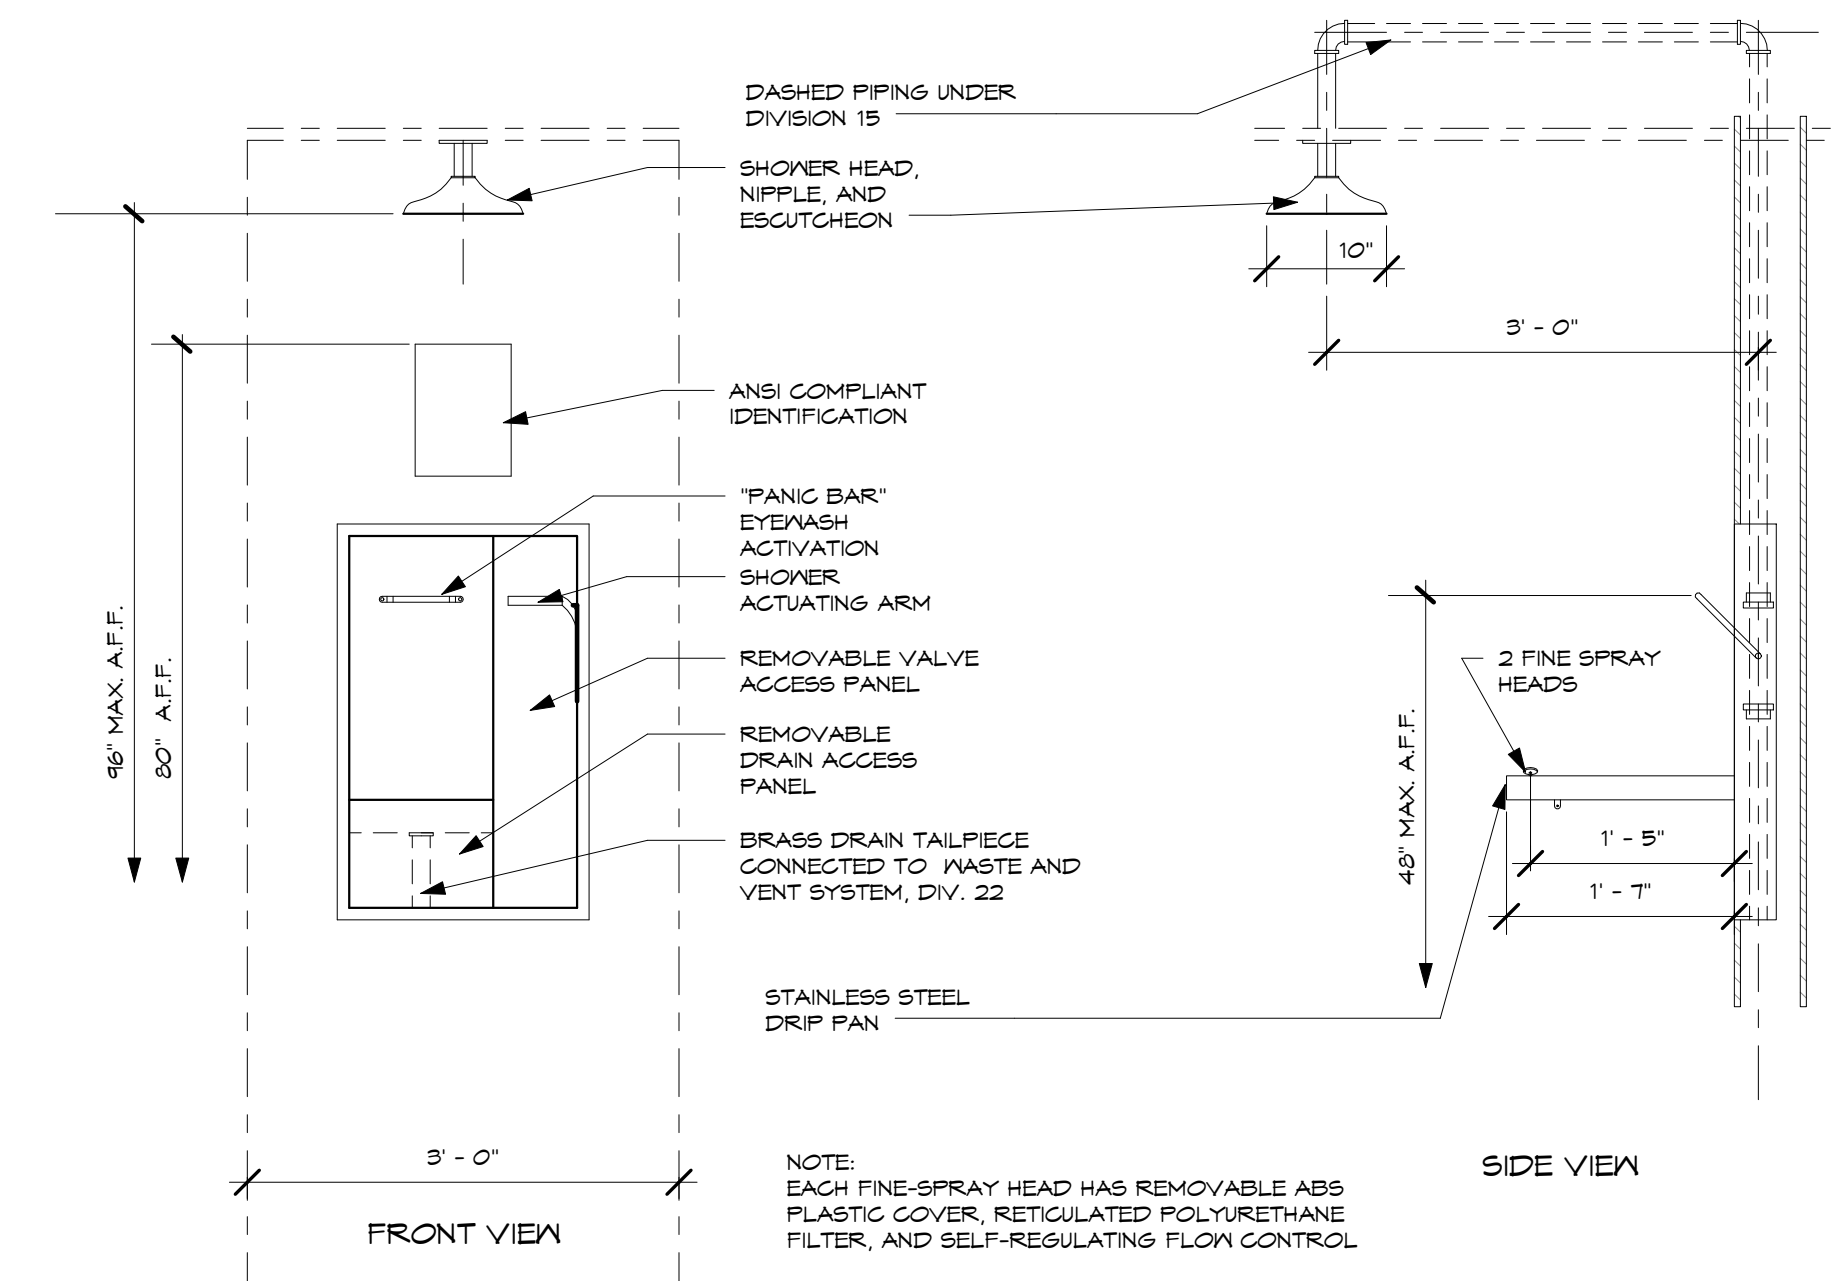 DASHED PIPING UNDER
DIVISION 15
SHOWER HEAD,
NIPPLE, AND
ESCUTCHEON
10"
3' - 0"
ANSI COMPLIANT
IDENTIFICATION
"PANIC BAR"
EYEWASH
ACTIVATION
SHOWER
ACTUATING ARM
96" MAX. A.F.F.
80" A.F.F.
REMOVABLE VALVE
ACCESS PANEL
2 FINE SPRAY
HEADS
48" MAX. A.F.F.
REMOVABLE
DRAIN ACCESS
PANEL
BRASS DRAIN TAILPIECE
CONNECTED TO WASTE AND
VENT SYSTEM, DIV. 22
1' - 5"
1' - 7"
STAINLESS STEEL
DRIP PAN
3' - 0"
FRONT VIEW
NOTE:
EACH FINE-SPRAY HEAD HAS REMOVABLE ABS
PLASTIC COVER, RETICULATED POLYURETHANE
FILTER, AND SELF-REGULATING FLOW CONTROL
SIDE VIEW